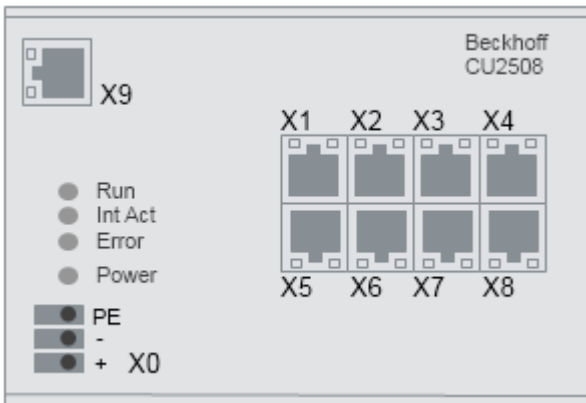 Beckhoff
CU2508
X9
X1 X2 X3 X4
X5 X6 X7 X8
Run
Int Act
Error
Power
PE
-
+ X0